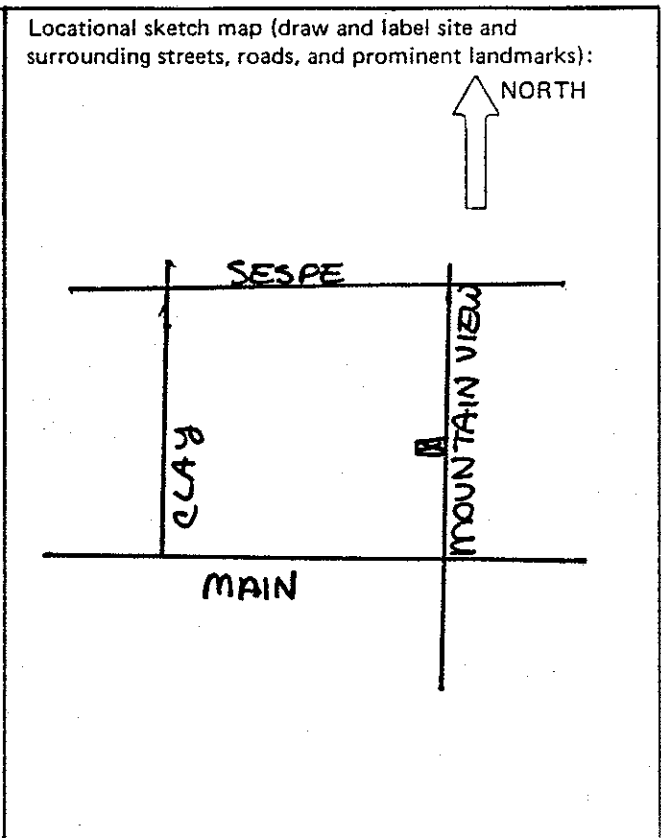 Locational sketch map (draw and label site and
surrounding streets, roads, and prominent landmarks):
NORTH
SESPE
CLAY
MOUNTAIN VIEW
MAIN